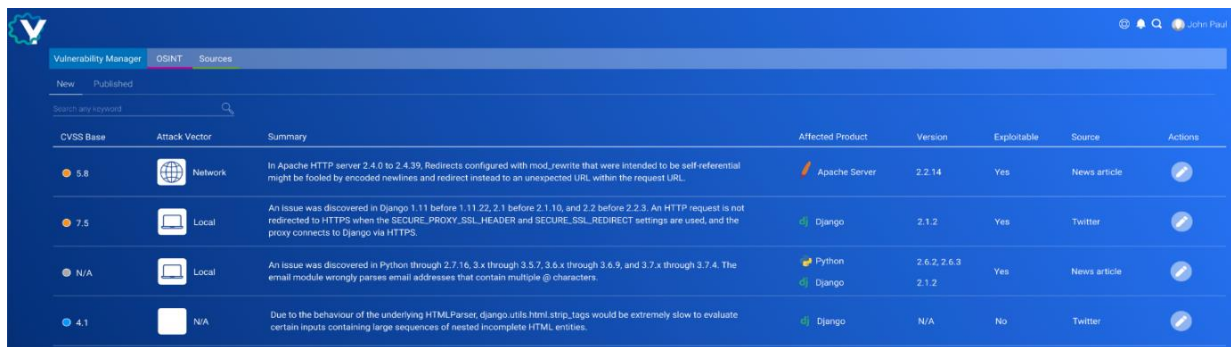 John Paul
Vulnerability Manager OSINT Sources
New Published
Search any keyword
CVSS Base Attack Vector Summary Affected Product Version Exploitable Source Actions
In Apache HTTP server 2.4.0 to 2.4.39, Redirects configured with mod_rewrite that were intended to be self-referential
5.8 Network might be fooled by encoded newlines and redirect instead to an unexpected URL within the request URL. Apache Server 2.2.14 Yes News article
An issue was discovered in Django 1.11 before 1.11.22, 2.1 before 2.1.10, and 2.2 before 2.2.3. An HTTP request is not
7.5 Local redirected to HTTPS when the SECURE_PROXY_SSL_HEADER and SECURE_SSL_REDIRECT settings are used, and the dj Django 2.1.2 Yes Twitter
proxy connects to Django via HTTPS.
An issue was discovered in Python through 2.7.16, 3.x through 3.5.7, 3.6.x through 3.6.9, and 3.7.x through 3.7.4. The Python 2.6.2, 2.6.3
N/A Local email module wrongly parses email addresses that contain multiple @ characters. Yes News article
dj Django 2.1.2
Due to the behaviour of the underlying HTMLParser, django.utils.html.strip_tags would be extremely slow to evaluate
4.1 N/A certain inputs containing large sequences of nested incomplete HTML entities. dj Django N/A No Twitter